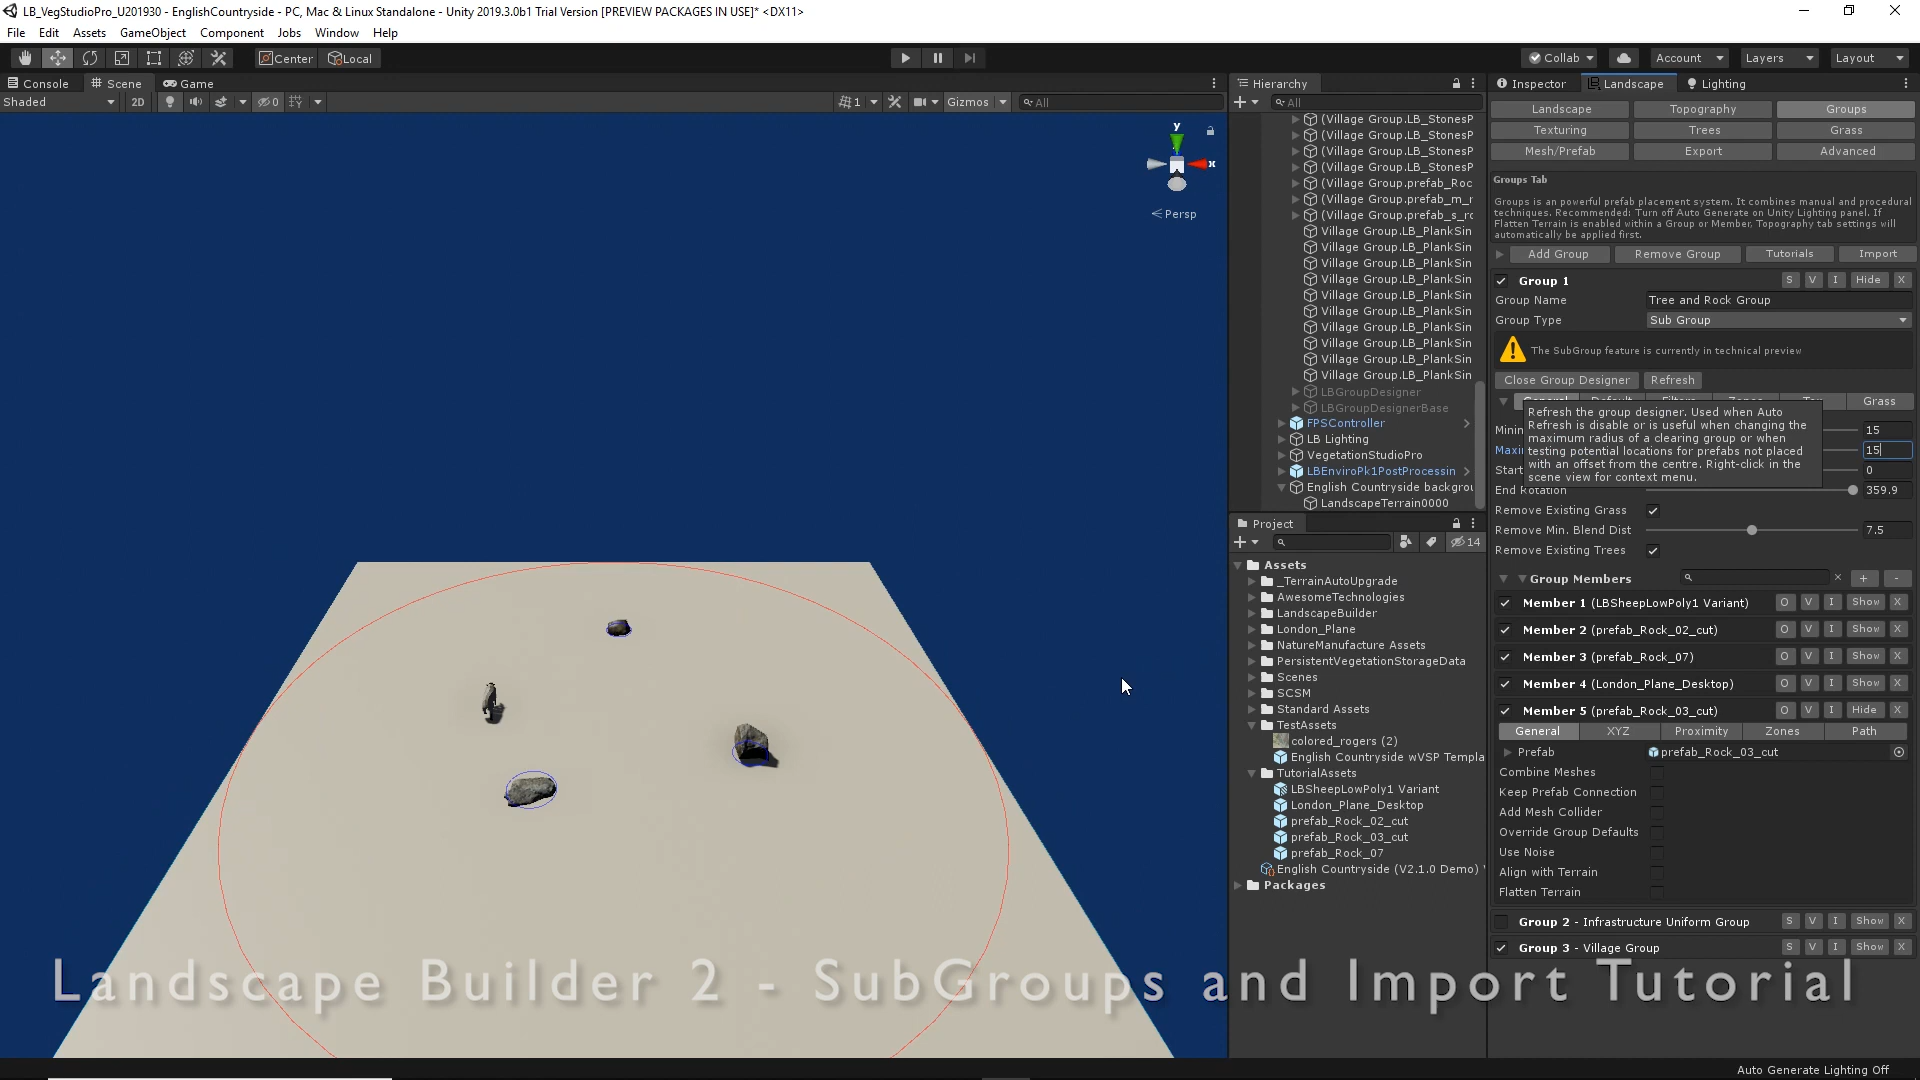 LB_VegStudioPro_U201930 - EnglishCountryside - PC, Mac & Linux Standalone - Unity 2019.3.0b1 Trial Version [PREVIEW PACKAGES IN USE]* <DX11>
File Edit Assets GameObject Component Jobs Window Help
Center Local
Collab Account Layers Layout
Console Scene Game
Shaded 2D 0 1 Gizmos All
y
x
Persp
Hierarchy
All
(Village Group.LB_StonesP
(Village Group.LB_StonesP
(Village Group.LB_StonesP
(Village Group.LB_StonesP
(Village Group.prefab_Roc
(Village Group.prefab_m_r
(Village Group.prefab_s_ro
Village Group.LB_PlankSin
Village Group.LB_PlankSin
Village Group.LB_PlankSin
Village Group.LB_PlankSin
Village Group.LB_PlankSin
Village Group.LB_PlankSin
Village Group.LB_PlankSin
Village Group.LB_PlankSin
Village Group.LB_PlankSin
Village Group.LB_PlankSin
LBGroupDesigner
LBGroupDesignerBase
FPSController
LB Lighting
VegetationStudioPro
LBEnviroPk1PostProcessin
English Countryside backgrou
LandscapeTerrain0000
Project
14
Assets
_TerrainAutoUpgrade
AwesomeTechnologies
LandscapeBuilder
London_Plane
NatureManufacture Assets
PersistentVegetationStorageData
Scenes
SCSM
Standard Assets
TestAssets
colored_rogers (2)
English Countryside wVSP Templa
TutorialAssets
LBSheepLowPoly1 Variant
London_Plane_Desktop
prefab_Rock_02_cut
prefab_Rock_03_cut
prefab_Rock_07
English Countryside (V2.1.0 Demo)
Packages
Inspector Landscape Lighting
Landscape Topography Groups
Texturing Trees Grass
Mesh/Prefab Export Advanced
Groups Tab
Groups is an powerful prefab placement system. It combines manual and procedural
techniques. Recommended: Turn off Auto Generate on Unity Lighting panel. If
Flatten Terrain is enabled within a Group or Member, Topography tab settings will
automatically be applied first.
Add Group Remove Group Tutorials Import
Group 1 S V I Hide X
Group Name Tree and Rock Group
Group Type Sub Group
The SubGroup feature is currently in technical preview
Close Group Designer Refresh
Grass
Refresh the group designer. Used when Auto
Refresh is disable or is useful when changing the
maximum radius of a clearing group or when
testing potential locations for prefabs not placed
with an offset from the centre. Right-click in the
scene view for context menu.
Minin 15
Maxi 15
Start 0
End Rotation 359.9
Remove Existing Grass
Remove Min. Blend Dist 7.5
Remove Existing Trees
Group Members × + -
Member 1 (LBSheepLowPoly1 Variant) O V I Show X
Member 2 (prefab_Rock_02_cut) O V I Show X
Member 3 (prefab_Rock_07) O V I Show X
Member 4 (London_Plane_Desktop) O V I Show X
Member 5 (prefab_Rock_03_cut) O V I Hide X
General XYZ Proximity Zones Path
Prefab prefab_Rock_03_cut
Combine Meshes
Keep Prefab Connection
Add Mesh Collider
Override Group Defaults
Use Noise
Align with Terrain
Flatten Terrain
Group 2 - Infrastructure Uniform Group S V I Show X
Group 3 - Village Group S V I Show X
Landscape Builder 2 - SubGroups and Import Tutorial
Auto Generate Lighting Off